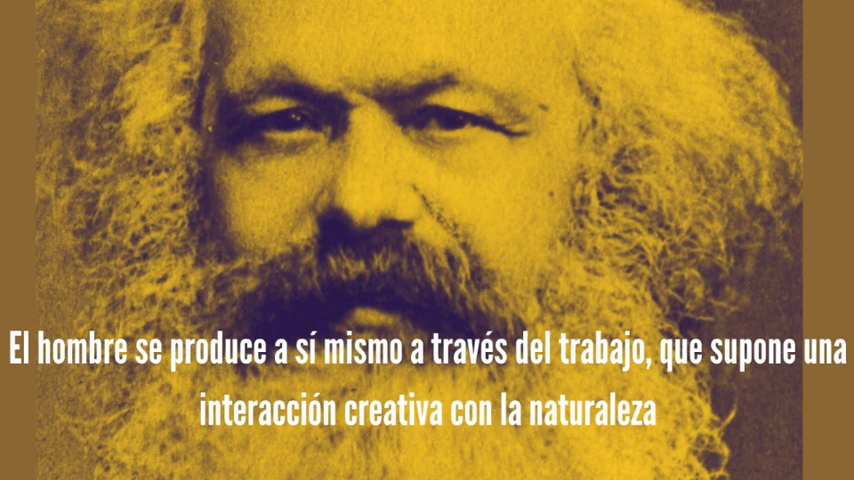 El hombre se produce a sí mismo a través del trabajo, que supone una
interacción creativa con la naturaleza